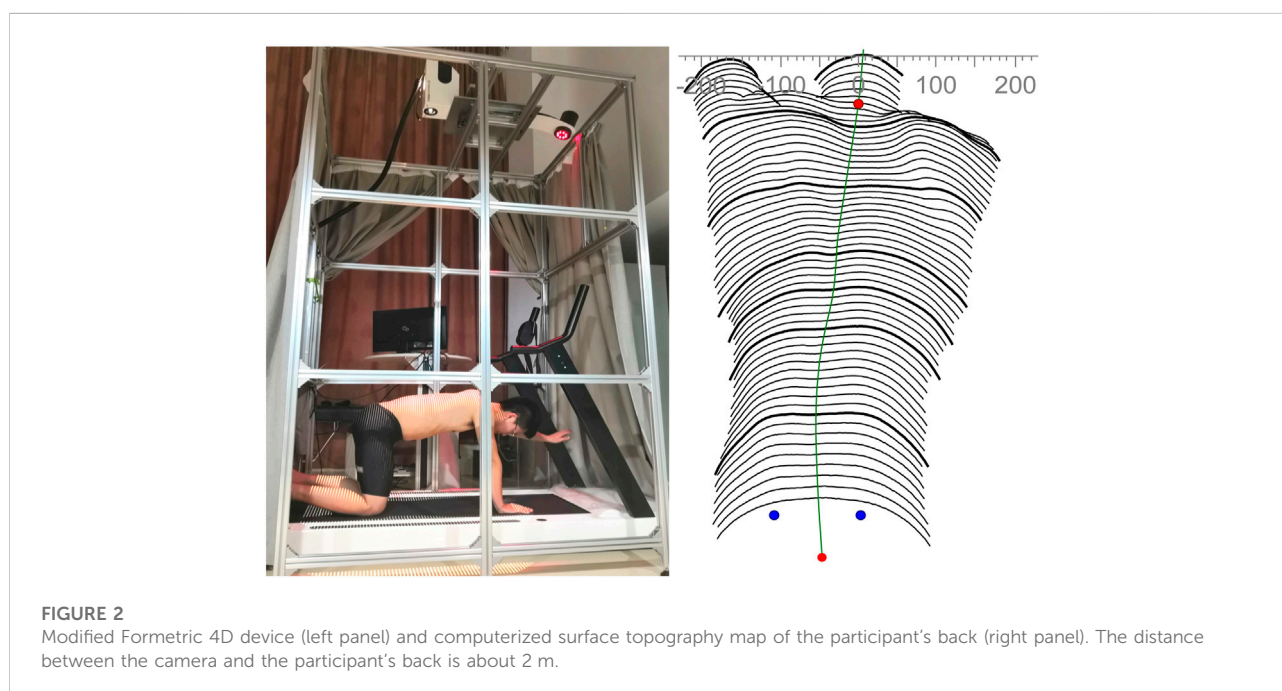 -200 -100 0 100 200
FIGURE 2
Modified Formetric 4D device (left panel) and computerized surface topography map of the participant's back (right panel). The distance
between the camera and the participant's back is about 2 m.